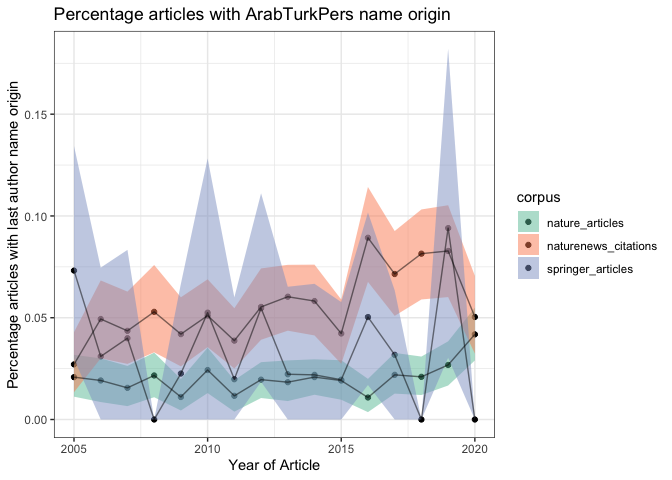 Percentage articles with ArabTurkPers name origin
Percentage articles with last author name origin
0.15
0.10
0.05
0.00
2005
2010
2015
2020
Year of Article
corpus
nature_articles
naturenews_citations
springer_articles